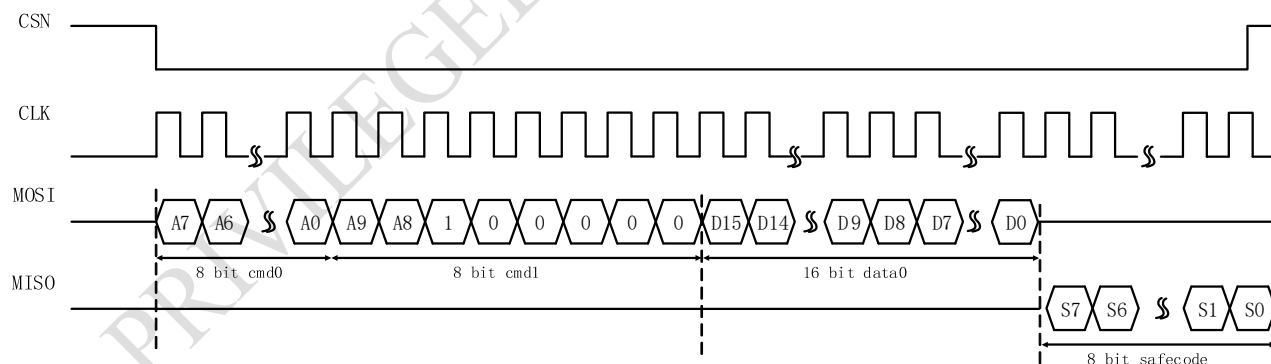 CSN
CLK
MOSI
A7 A6 A0 A9 A8 1 0 0 0 0 0 D15 D14 D9 D8 D7 D0
8 bit cmd0 8 bit cmd1 16 bit data0
MISO
S7 S6 S1 S0
8 bit safecode
PRIVILEGE